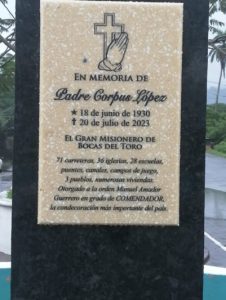 EN MEMORIA DE
Padre Corpus López
★ 18 de junio de 1930
✝ 20 de julio de 2023
EL GRAN MISIONERO DE
BOCAS DEL TORO
71 carreteras, 36 iglesias, 28 escuelas,
puentes, canales, campos de juego,
3 pueblos, numerosas viviendas.
Otorgado a la orden Manuel Amador
Guerrero en grado de COMENDADOR,
la condecoración más importante del país.